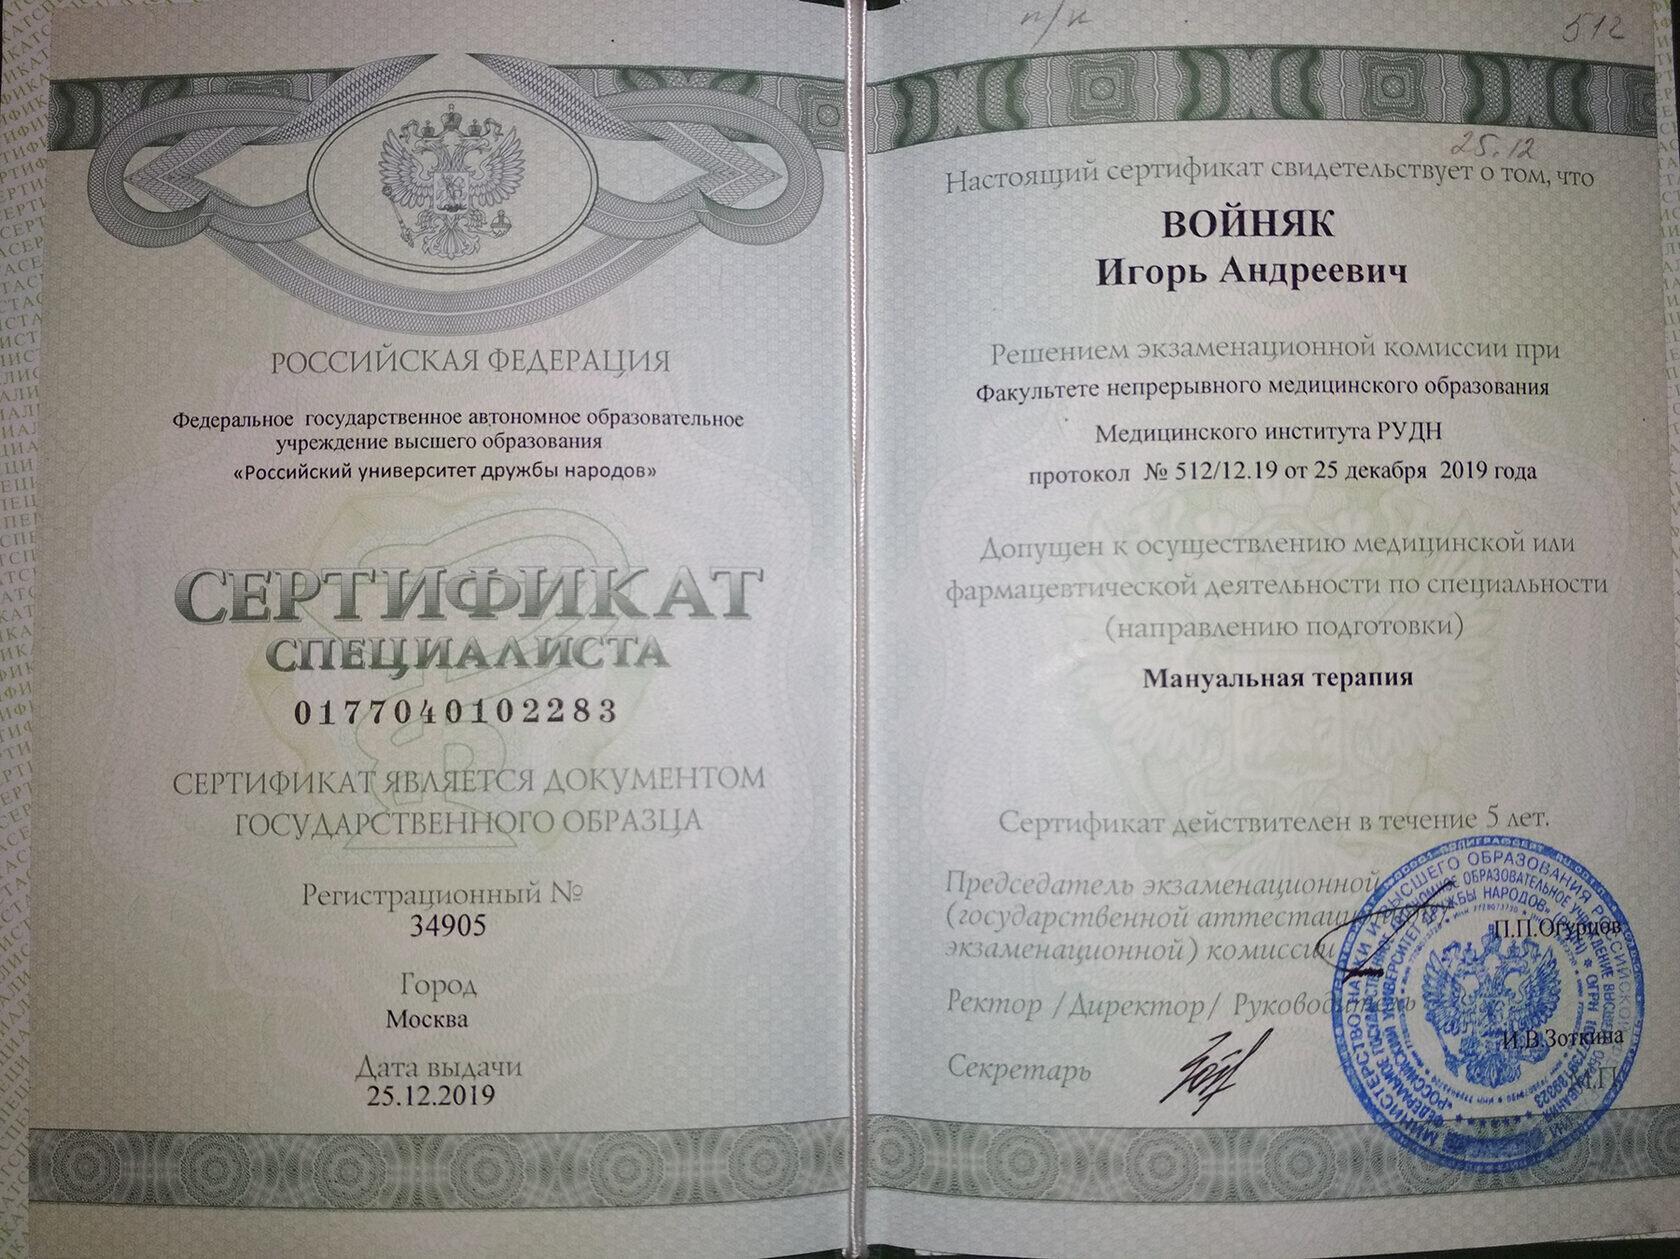 РОССИЙСКАЯ ФЕДЕРАЦИЯ
Федеральное государственное автономное образовательное
учреждение высшего образования
«Российский университет дружбы народов»
СЕРТИФИКАТ
СПЕЦИАЛИСТА
0177040102283
СЕРТИФИКАТ ЯВЛЯЕТСЯ ДОКУМЕНТОМ
ГОСУДАРСТВЕННОГО ОБРАЗЦА
Регистрационный №
34905
Город
Москва
Дата выдачи
25.12.2019
п/к
512
25.12
Настоящий сертификат свидетельствует о том, что
ВОЙНЯК
Игорь Андреевич
Решением экзаменационной комиссии при
Факультете непрерывного медицинского образования
Медицинского института РУДН
протокол № 512/12.19 от 25 декабря 2019 года
Допущен к осуществлению медицинской или
фармацевтической деятельности по специальности
(направлению подготовки)
Мануальная терапия
Сертификат действителен в течение 5 лет.
Председатель экзаменационной
(государственной аттестационной
экзаменационной) комиссии
П.П.Огурцов
Ректор /Директор/ Руководитель
И.В.Зоткина
Секретарь
М.П.